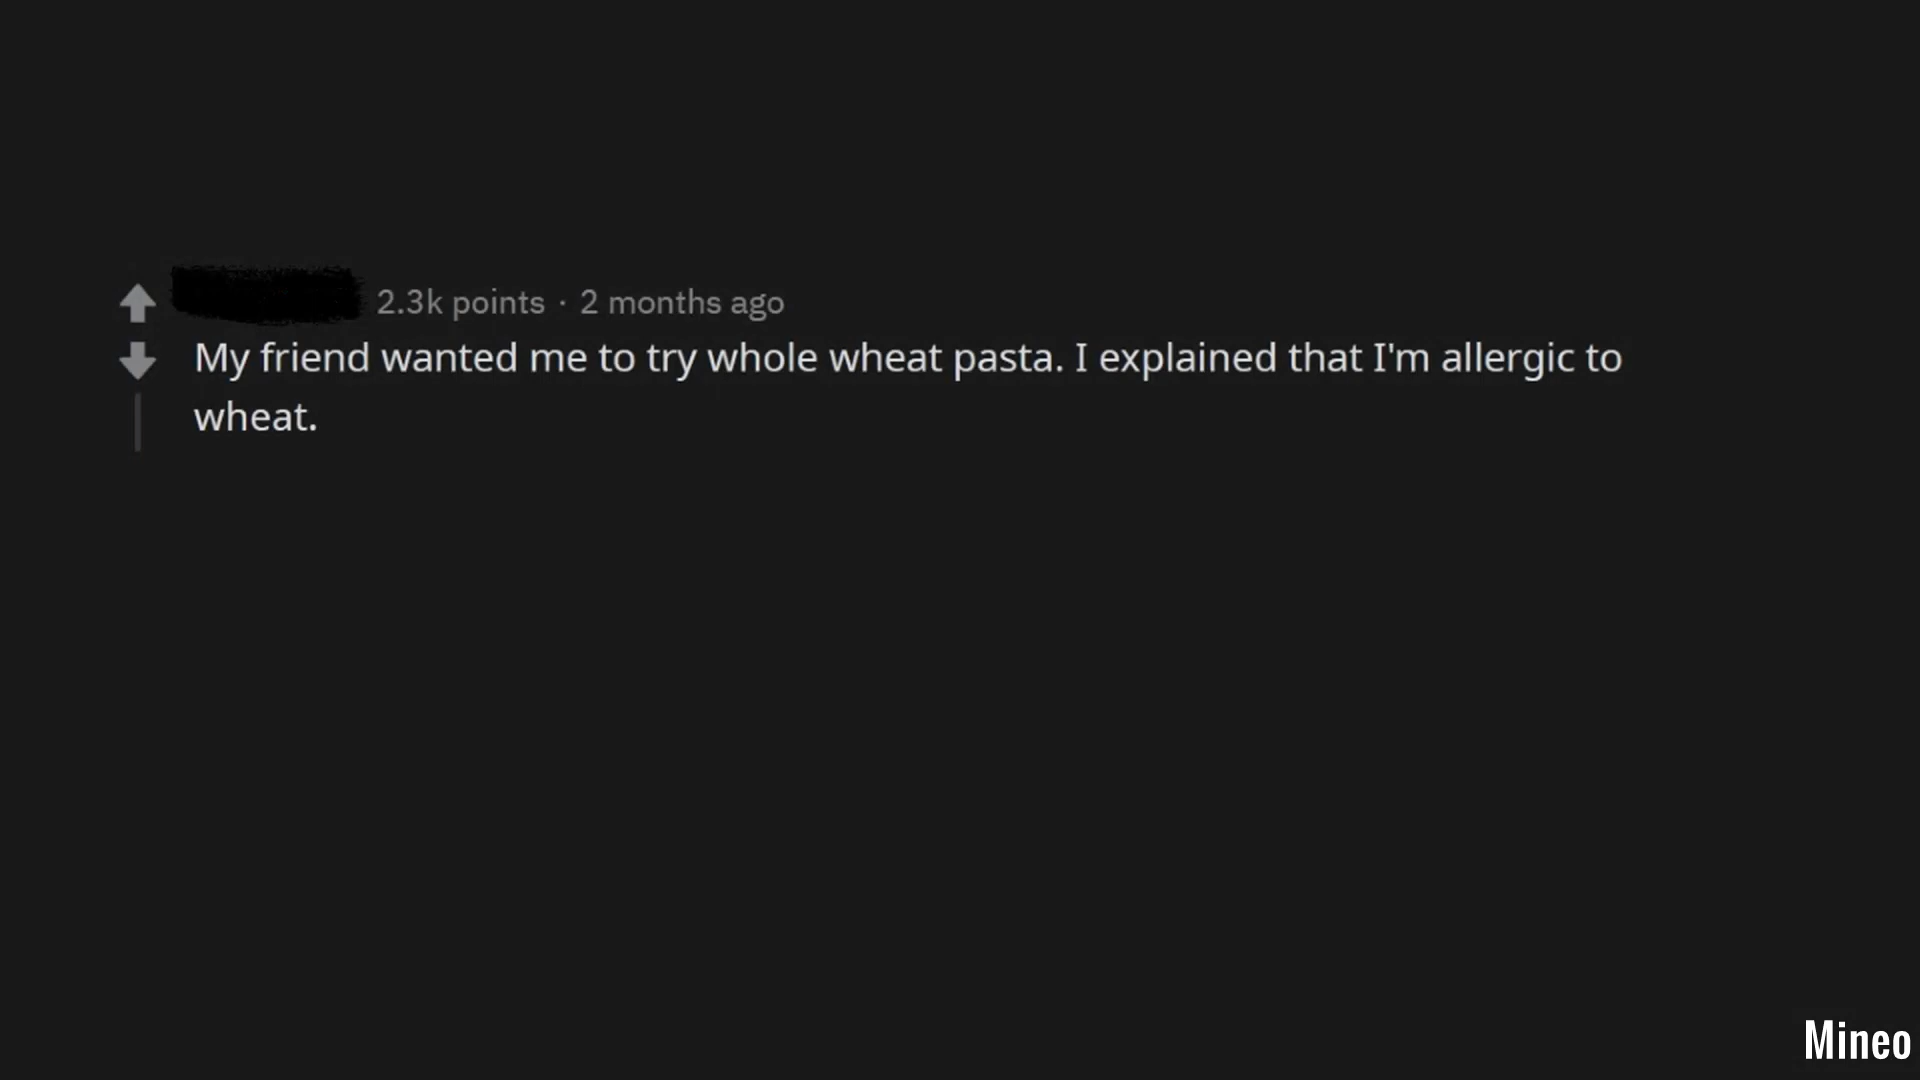 2.3k points · 2 months ago
My friend wanted me to try whole wheat pasta. I explained that I'm allergic to
wheat.
Mineo